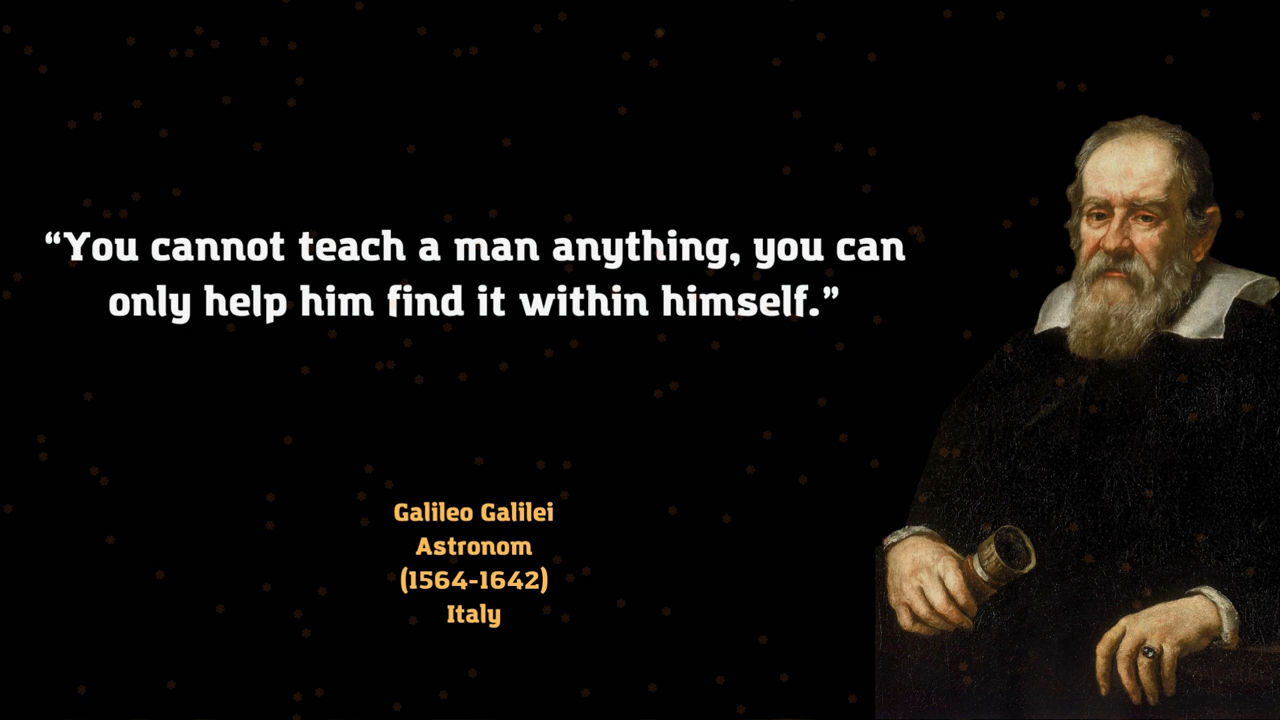 “You cannot teach a man anything, you can
only help him find it within himself.”
Galileo Galilei
Astronom
(1564-1642)
Italy